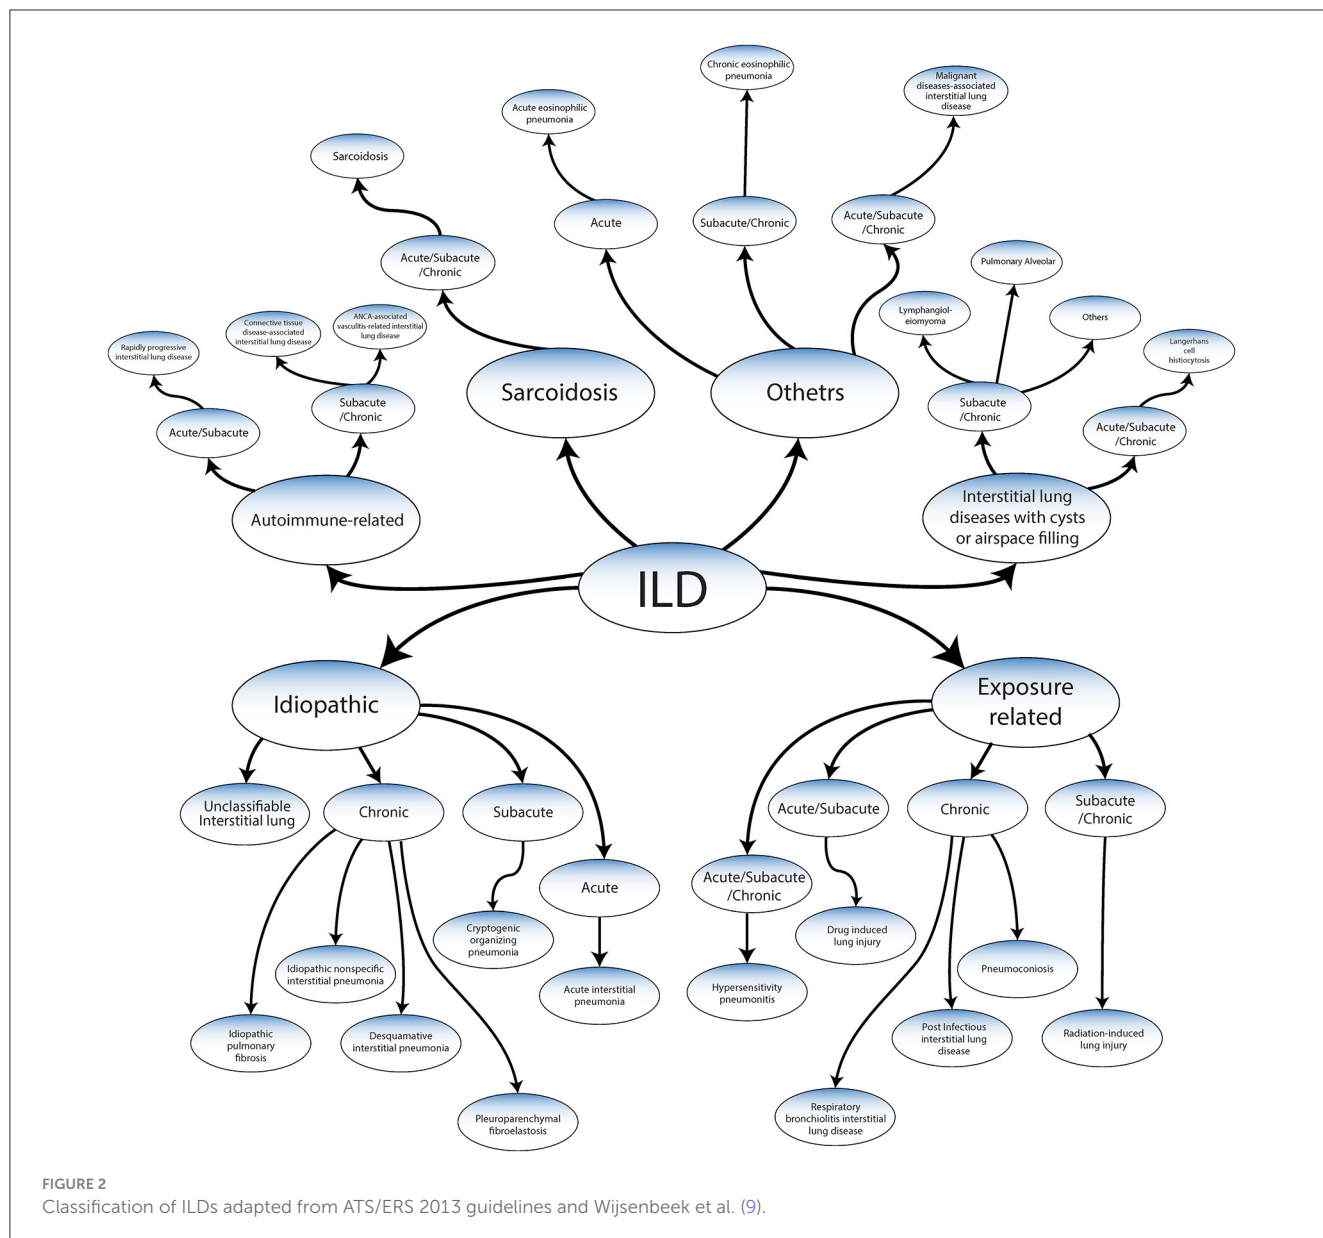 Chronic eosinophilic
pneumonia
Malignant
diseases-associated
interstitial lung
disease
Acute eosinophilic
pneumonia
Sarcoidosis
Acute
Subacute/Chronic
Acute/Subacute
/Chronic
Acute/Subacute
/Chronic
Pulmonary Alveolar
Lymphangiol-
eiomyoma
Others
Langerhans
cell
histiocytosis
Rapidly progressive
interstitial lung disease
Connective tissue
disease-associated
interstitial lung disease
ANCA-associated
vasculitis-related interstitial
lung disease
Acute/Subacute
Subacute
/Chronic
Sarcoidosis
Othetrs
Subacute
/Chronic
Acute/Subacute
/Chronic
Autoimmune-related
Interstitial lung
diseases with cysts
or airspace filling
ILD
Idiopathic
Exposure
related
Unclassifiable
Interstitial lung
Chronic
Subacute
Acute
Acute/Subacute
/Chronic
Acute/Subacute
Chronic
Subacute
/Chronic
Cryptogenic
organizing
pneumonia
Drug induced
lung injury
Idiopathic nonspecific
interstitial pneumonia
Acute interstitial
pneumonia
Hypersensitivity
pneumonitis
Pneumoconiosis
Idiopathic
pulmonary
fibrosis
Desquamative
interstitial pneumonia
Post Infectious
interstitial lung
disease
Radiation-induced
lung injury
Pleuroparenchymal
fibroelastosis
Respiratory
bronchiolitis interstitial
lung disease
FIGURE 2
Classification of ILDs adapted from ATS/ERS 2013 guidelines and Wijsenbeek et al. (9).